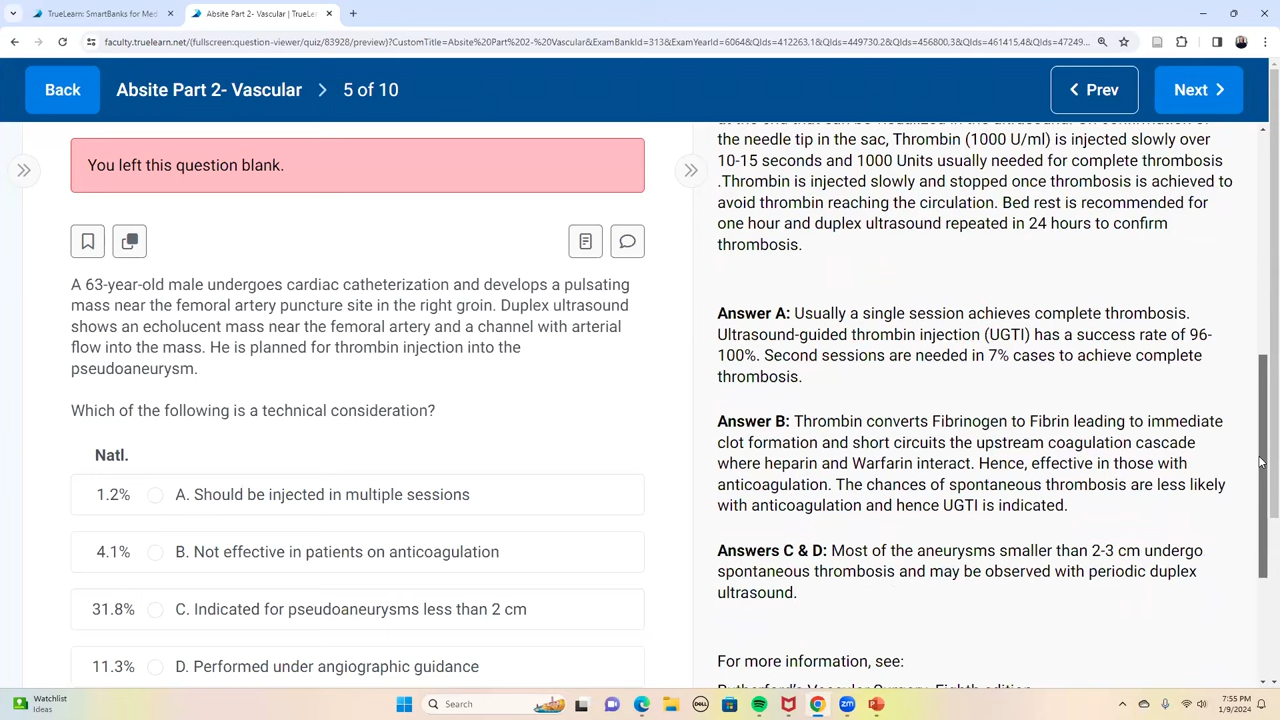 TrueLearn: SmartBanks for Med
Absite Part 2- Vascular | TrueLe
faculty.truelearn.net/(fullscreen:question-viewer/quiz/83928/preview)?CustomTitle=Absite%20Part%202-%20Vascular&ExamBankId=313&ExamYearId=6064&QIds=412263,1&QIds=449730,2&QIds=456800,3&QIds=461415,4&QIds=47249...
Back
Absite Part 2- Vascular
5 of 10
Prev
Next
You left this question blank.
A 63-year-old male undergoes cardiac catheterization and develops a pulsating
mass near the femoral artery puncture site in the right groin. Duplex ultrasound
shows an echolucent mass near the femoral artery and a channel with arterial
flow into the mass. He is planned for thrombin injection into the
pseudoaneurysm.
Which of the following is a technical consideration?
Natl.
1.2% A. Should be injected in multiple sessions
4.1% B. Not effective in patients on anticoagulation
31.8% C. Indicated for pseudoaneurysms less than 2 cm
11.3% D. Performed under angiographic guidance
the needle tip in the sac, Thrombin (1000 U/ml) is injected slowly over
10-15 seconds and 1000 Units usually needed for complete thrombosis
.Thrombin is injected slowly and stopped once thrombosis is achieved to
avoid thrombin reaching the circulation. Bed rest is recommended for
one hour and duplex ultrasound repeated in 24 hours to confirm
thrombosis.
Answer A: Usually a single session achieves complete thrombosis.
Ultrasound-guided thrombin injection (UGTI) has a success rate of 96-
100%. Second sessions are needed in 7% cases to achieve complete
thrombosis.
Answer B: Thrombin converts Fibrinogen to Fibrin leading to immediate
clot formation and short circuits the upstream coagulation cascade
where heparin and Warfarin interact. Hence, effective in those with
anticoagulation. The chances of spontaneous thrombosis are less likely
with anticoagulation and hence UGTI is indicated.
Answers C & D: Most of the aneurysms smaller than 2-3 cm undergo
spontaneous thrombosis and may be observed with periodic duplex
ultrasound.
For more information, see:
Rutherford's Vascular Surgery, Eighth edition
Watchlist
Ideas
Search
DELL
zm
7:55 PM
1/9/2024